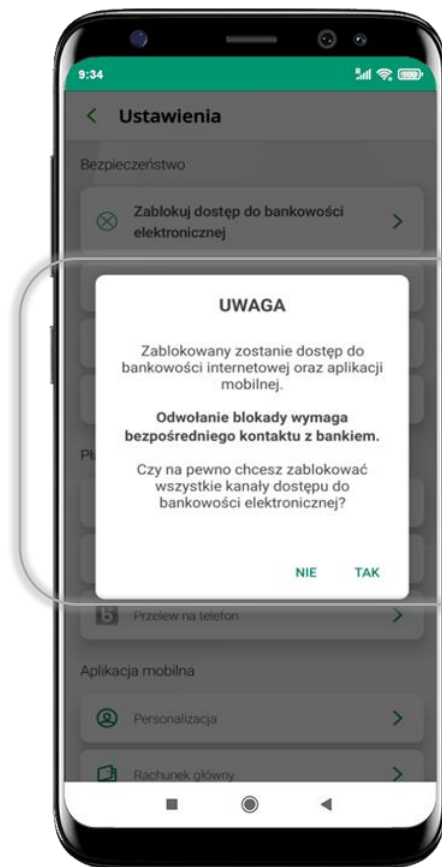 9:34
Ustawienia
Bezpieczeństwo
Zablokuj dostęp do bankowości
elektronicznej
UWAGA
Zablokowany zostanie dostęp do
bankowości internetowej oraz aplikacji
mobilnej.
Odwołanie blokady wymaga
bezpośredniego kontaktu z bankiem.
Czy na pewno chcesz zablokować
wszystkie kanały dostępu do
bankowości elektronicznej?
NIE TAK
Przelew na telefon
Aplikacja mobilna
Personalizacja
Rachunek główny